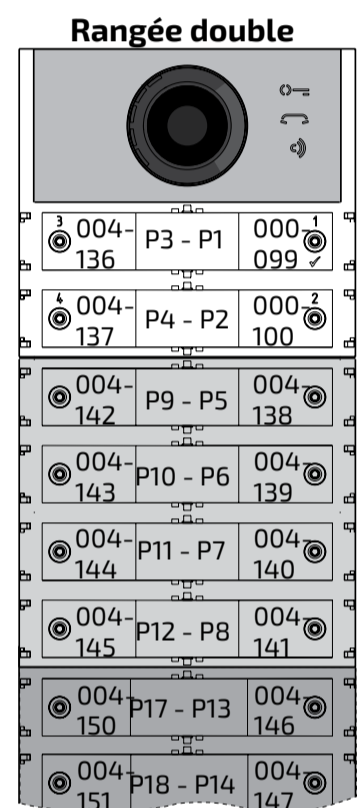 Rangée double
3 004-136 P3 - P1 000-099 1 ✓
4 004-137 P4 - P2 000-100 2
004-142 P9 - P5 004-138
004-143 P10 - P6 004-139
004-144 P11 - P7 004-140
004-145 P12 - P8 004-141
004-150 P17 - P13 004-146
004-151 P18 - P14 004-147